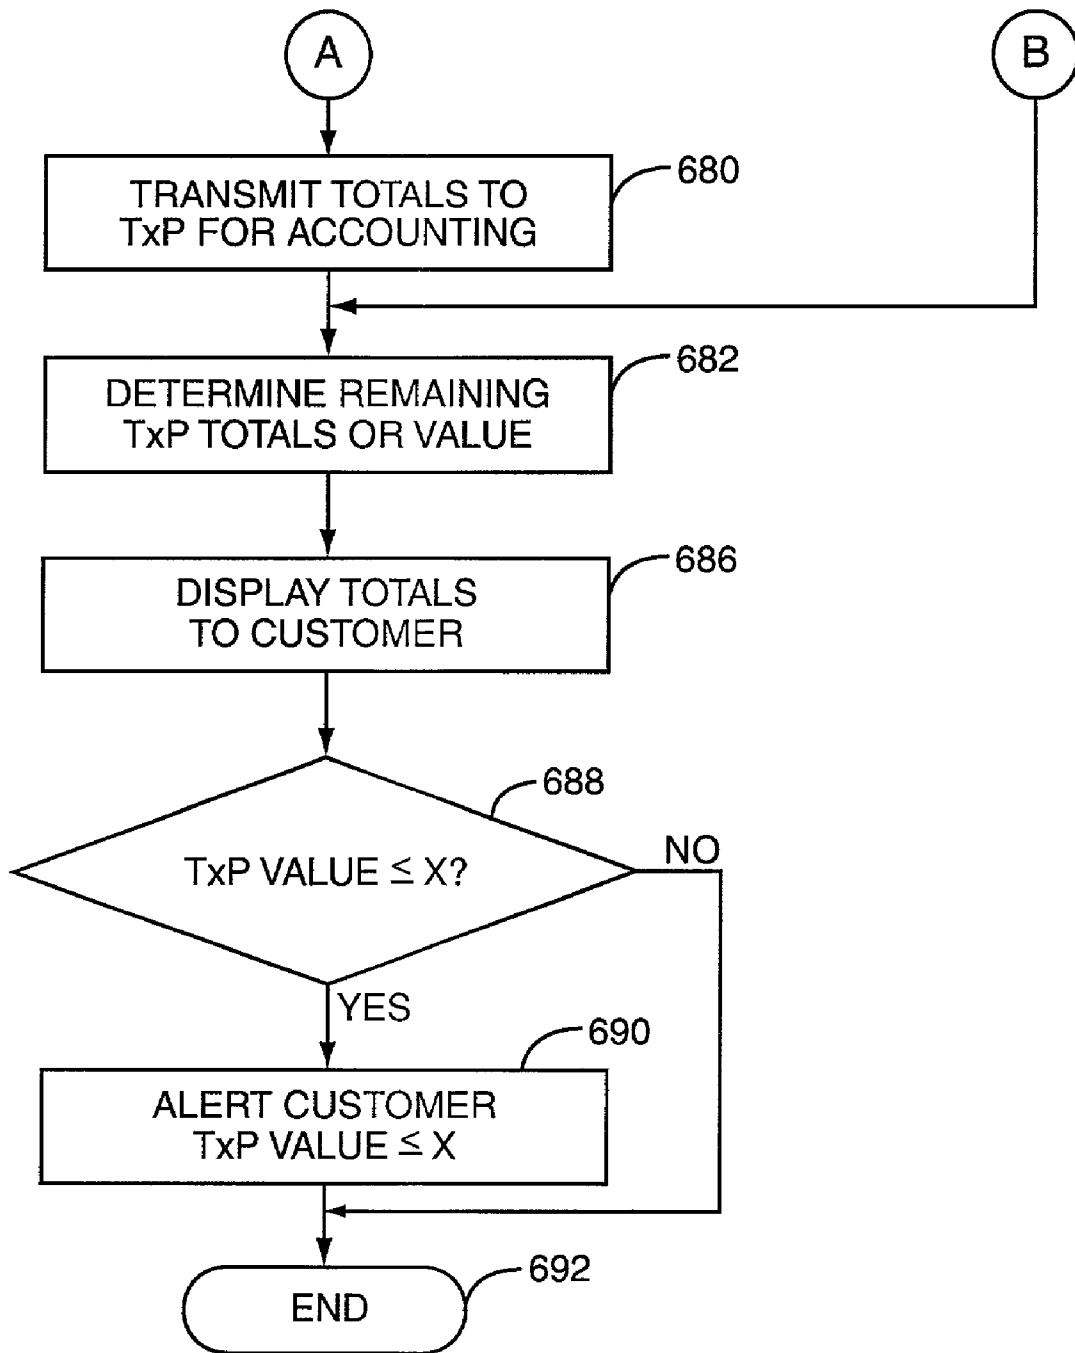 A
B
TRANSMIT TOTALS TO
TxP FOR ACCOUNTING
680
DETERMINE REMAINING
TxP TOTALS OR VALUE
682
DISPLAY TOTALS
TO CUSTOMER
686
TxP VALUE ≤ X?
688
NO
YES
ALERT CUSTOMER
TxP VALUE ≤ X
690
END
692